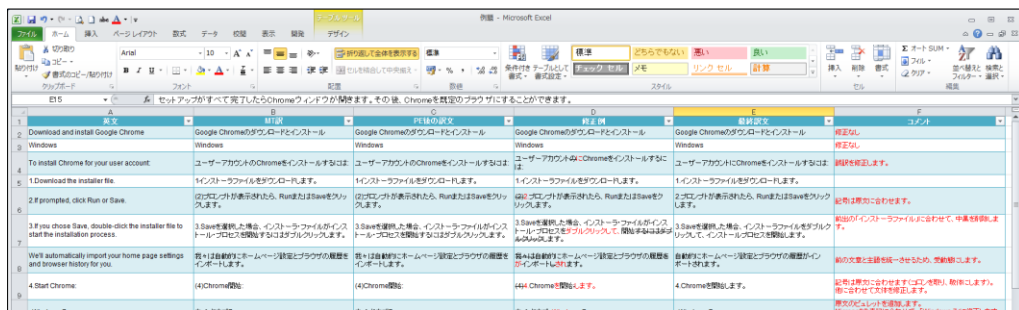 テーブル ツール
例題 - Microsoft Excel
ファイル ホーム 挿入 ページ レイアウト 数式 データ 校閲 表示 開発 デザイン
切り取り
コピー
書式のコピー/貼り付け
貼り付け
Arial 10
折り返して全体を表示する
セルを結合して中央揃え
標準
条件付き書式
テーブルとして書式設定
標準 どちらでもない 悪い 良い
チェック セル メモ リンク セル 計算
挿入 削除 書式
Σ オート SUM
フィル
クリア
並べ替えとフィルター
検索と選択
クリップボード フォント 配置 数値 スタイル セル 編集
E15 fx セットアップがすべて完了したらChromeウィンドウが開きます。その後、Chromeを既定のブラウザにすることができます。
A B C D E F
1 英文 MT訳 PE後の訳文 修正例 最終訳文 コメント
2 Download and install Google Chrome Google Chromeのダウンロードとインストール Google Chromeのダウンロードとインストール Google Chromeのダウンロードとインストール Google Chromeのダウンロードとインストール 修正なし
3 Windows Windows Windows Windows Windows 修正なし
4 To install Chrome for your user account: ユーザーアカウントのChromeをインストールするには: ユーザーアカウントのChromeをインストールするには: ユーザーアカウントのにChromeをインストールするには: ユーザーアカウントにChromeをインストールするには: 誤訳を修正します。
5 1.Download the installer file. 1.インストーラファイルをダウンロードします。 1.インストーラファイルをダウンロードします。 1.インストーラファイルをダウンロードします。 1.インストーラファイルをダウンロードします。
6 2.If prompted, click Run or Save. (2)プロンプトが表示されたら、RunまたはSaveをクリックします。 (2)プロンプトが表示されたら、RunまたはSaveをクリックします。 (2)2.プロンプトが表示されたら、RunまたはSaveをクリックします。 2.プロンプトが表示されたら、RunまたはSaveをクリックします。 記号は原文に合わせます。
7 3.If you chose Save, double-click the installer file to start the installation process. 3.Saveを選択した場合、インストーラ・ファイルがインストール・プロセスを開始するにはダブルクリックします。 3.Saveを選択した場合、インストーラ・ファイルがインストール・プロセスを開始するにはダブルクリックします。 3.Saveを選択した場合、インストーラ・ファイルがインストール・プロセスをダブルクリックして、開始するにはダブルクリックします。 3.Saveを選択した場合、インストーラファイルをダブルクリックして、インストールプロセスを開始します。 前出の「インストーラファイル」に合わせて、中黒を削除します。
8 We'll automatically import your home page settings and browser history for you. 我々は自動的にホームページ設定とブラウザの履歴をインポートします。 我々は自動的にホームページ設定とブラウザの履歴をインポートします。 我々は自動的にホームページ設定とブラウザの履歴をがインポートしされます。 自動的にホームページ設定とブラウザの履歴がインポートされます。 前の文章と主語を統一させるため、受動態にします。
9 4.Start Chrome: (4)Chrome開始: (4)Chrome開始: (4)4.Chromeを開始します。 4.Chromeを開始します。 記号は原文に合わせます(コロンを取り、敬体にします)。他に合わせて文体を修正します。
原文のビュレットを追加します。